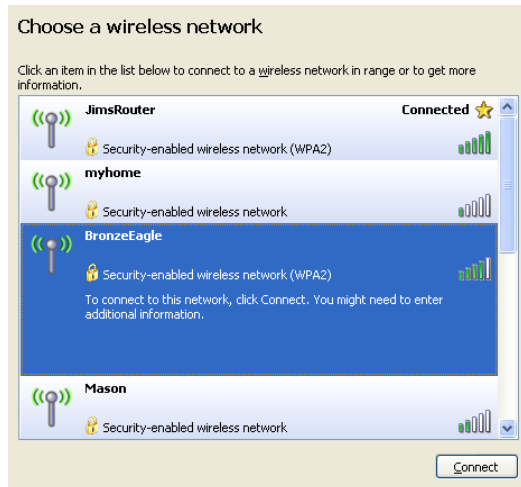 Choose a wireless network
Click an item in the list below to connect to a wireless network in range or to get more
information.
JimsRouter Connected
Security-enabled wireless network (WPA2)
myhome
Security-enabled wireless network
BronzeEagle
Security-enabled wireless network (WPA2)
To connect to this network, click Connect. You might need to enter
additional information.
Mason
Security-enabled wireless network
Connect